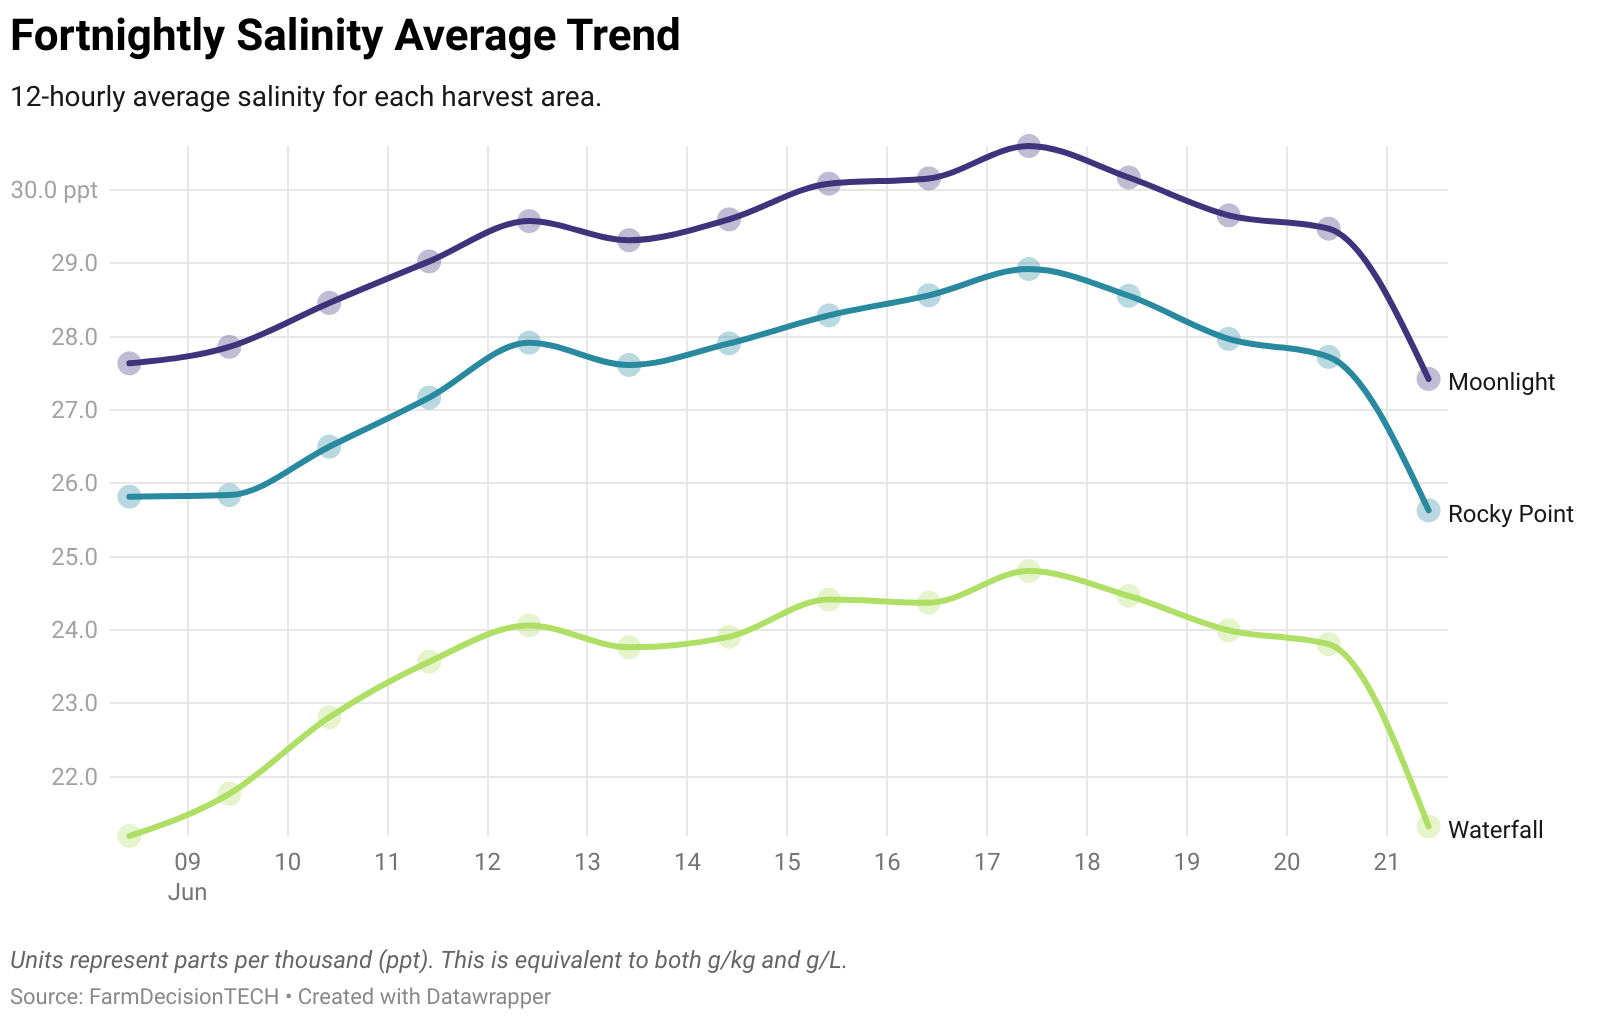 Fortnightly Salinity Average Trend
12-hourly average salinity for each harvest area.
30.0 ppt
29.0
28.0
27.0
26.0
25.0
24.0
23.0
22.0
Moonlight
Rocky Point
Waterfall
09 10 11 12 13 14 15 16 17 18 19 20 21
Jun
Units represent parts per thousand (ppt). This is equivalent to both g/kg and g/L.
Source: FarmDecisionTECH • Created with Datawrapper